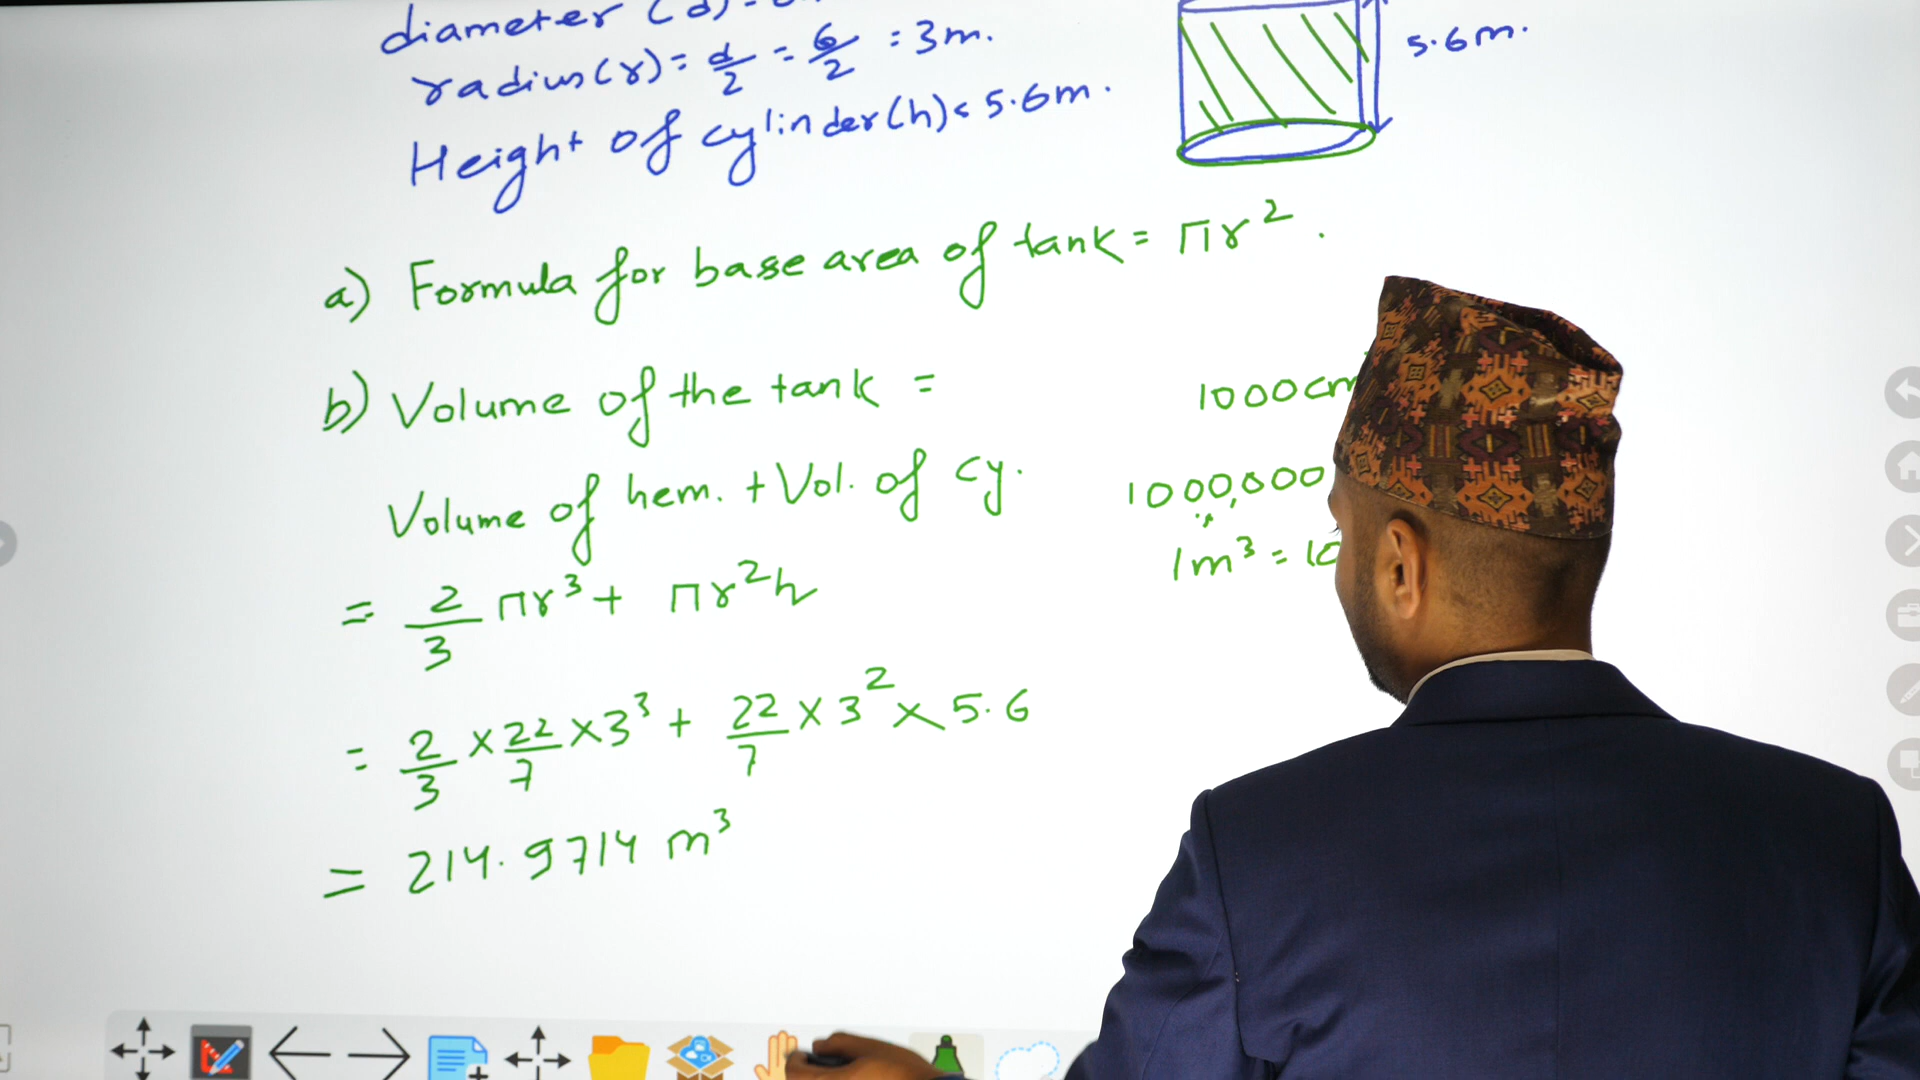 diameter (d) =
radius(r) = d/2 = 6/2 = 3m.
5.6m.
Height of cylinder(h) = 5.6m.
a) Formula for base area of tank = πr².
b) Volume of the tank =
1000cm
Volume of hem. + Vol. of cy.
1000,000
1m³ = 10
= 2/3 πr³ + πr²h
= 2/3 × 22/7 × 3³ + 22/7 × 3² × 5.6
= 214.9714 m³